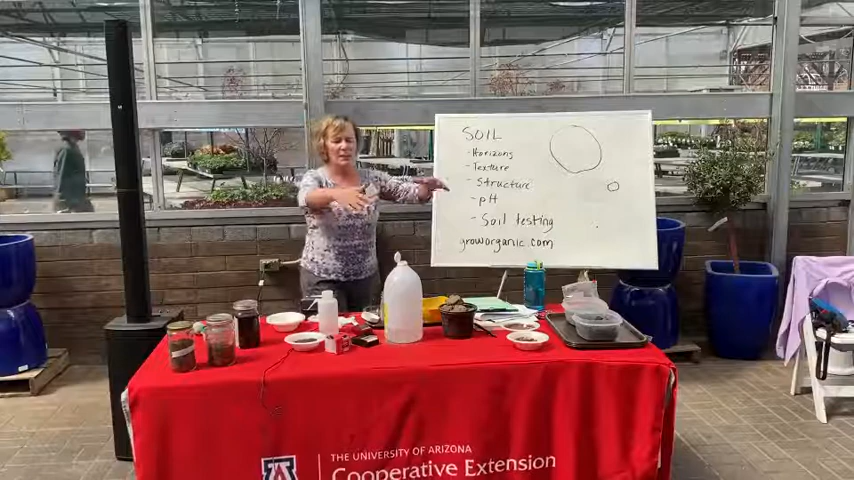 SOIL
- Horizons
- Texture
- Structure
- pH
- Soil testing
groworganic.com
A
THE UNIVERSITY OF ARIZONA
Cooperative Extension